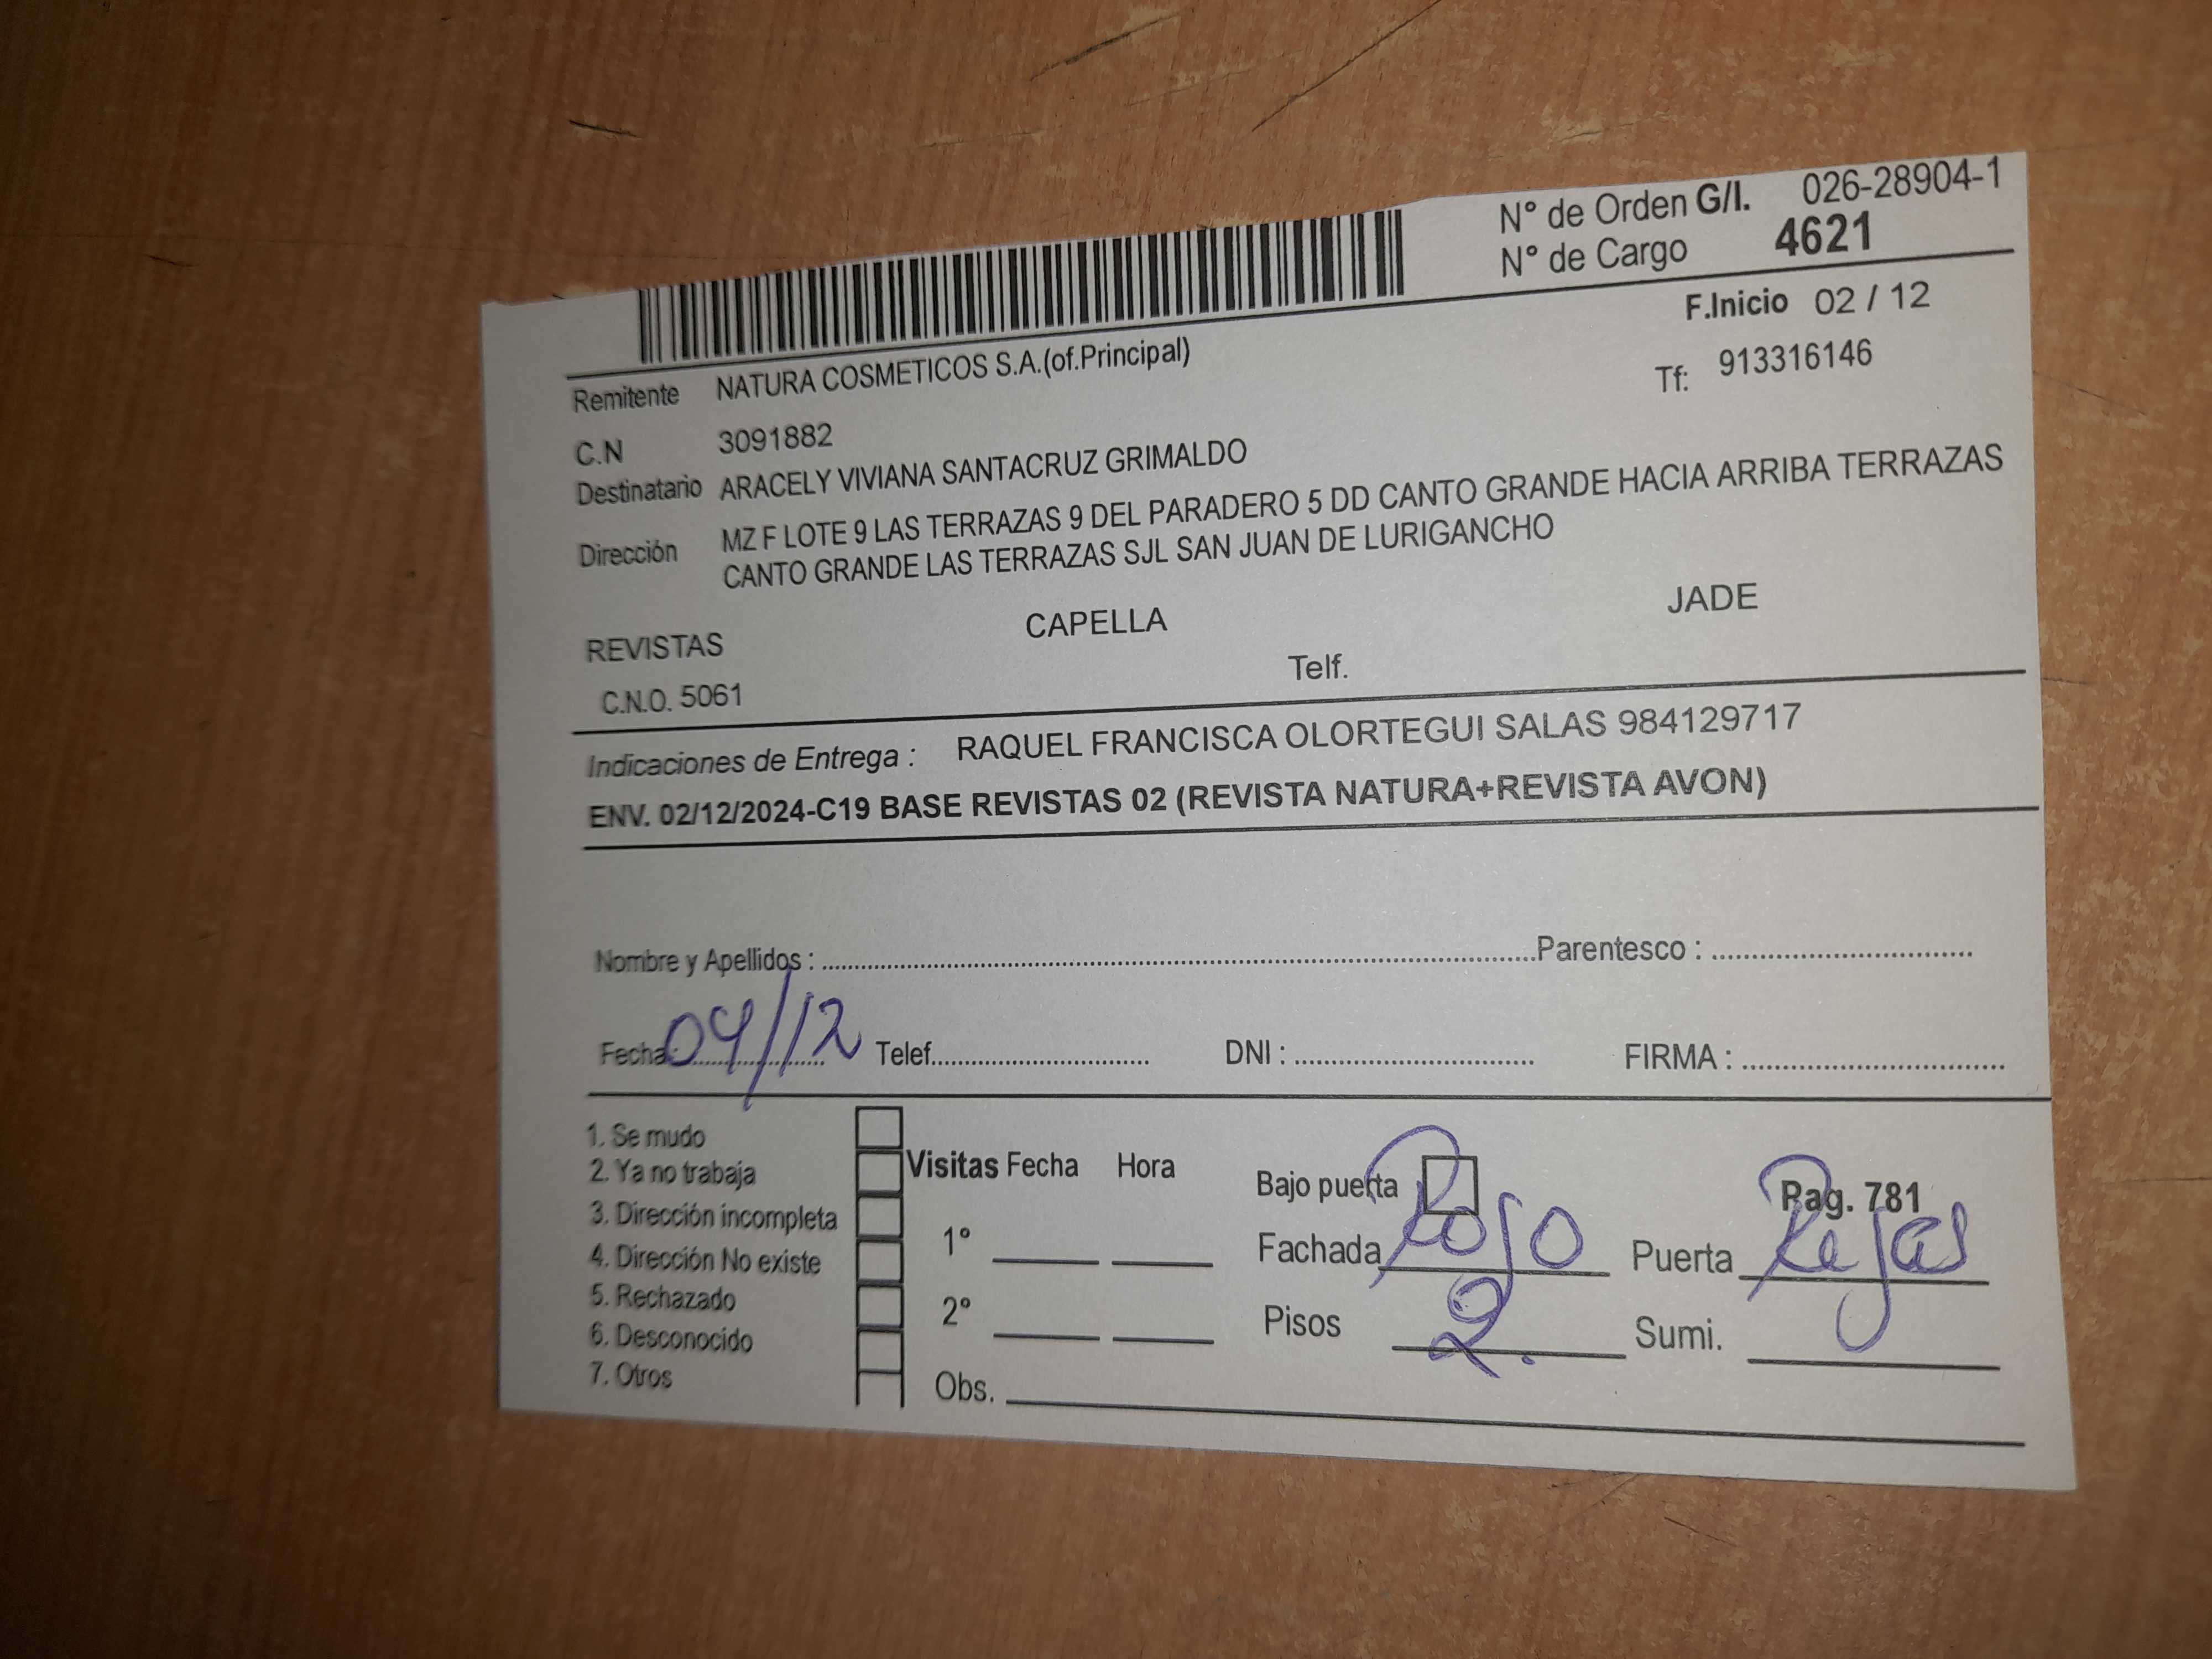 N° de Orden G/I. 026-28904-1
N° de Cargo 4621
F.Inicio 02 / 12
Remitente NATURA COSMETICOS S.A.(of.Principal)
Tf: 913316146
C.N 3091882
Destinatario ARACELY VIVIANA SANTACRUZ GRIMALDO
Dirección MZ F LOTE 9 LAS TERRAZAS 9 DEL PARADERO 5 DD CANTO GRANDE HACIA ARRIBA TERRAZAS
CANTO GRANDE LAS TERRAZAS SJL SAN JUAN DE LURIGANCHO
REVISTAS CAPELLA JADE
C.N.O. 5061 Telf.
Indicaciones de Entrega : RAQUEL FRANCISCA OLORTEGUI SALAS 984129717
ENV. 02/12/2024-C19 BASE REVISTAS 02 (REVISTA NATURA+REVISTA AVON)
Nombre y Apellidos : Parentesco :
Fecha: 04/12 Telef. DNI : FIRMA :
1. Se mudo
2. Ya no trabaja
3. Dirección incompleta
4. Dirección No existe
5. Rechazado
6. Desconocido
7. Otros
Visitas Fecha Hora
1°
2°
Obs.
Bajo puerta Pag. 781
Fachada Rojo Puerta Rejas
Pisos 2. Sumi.